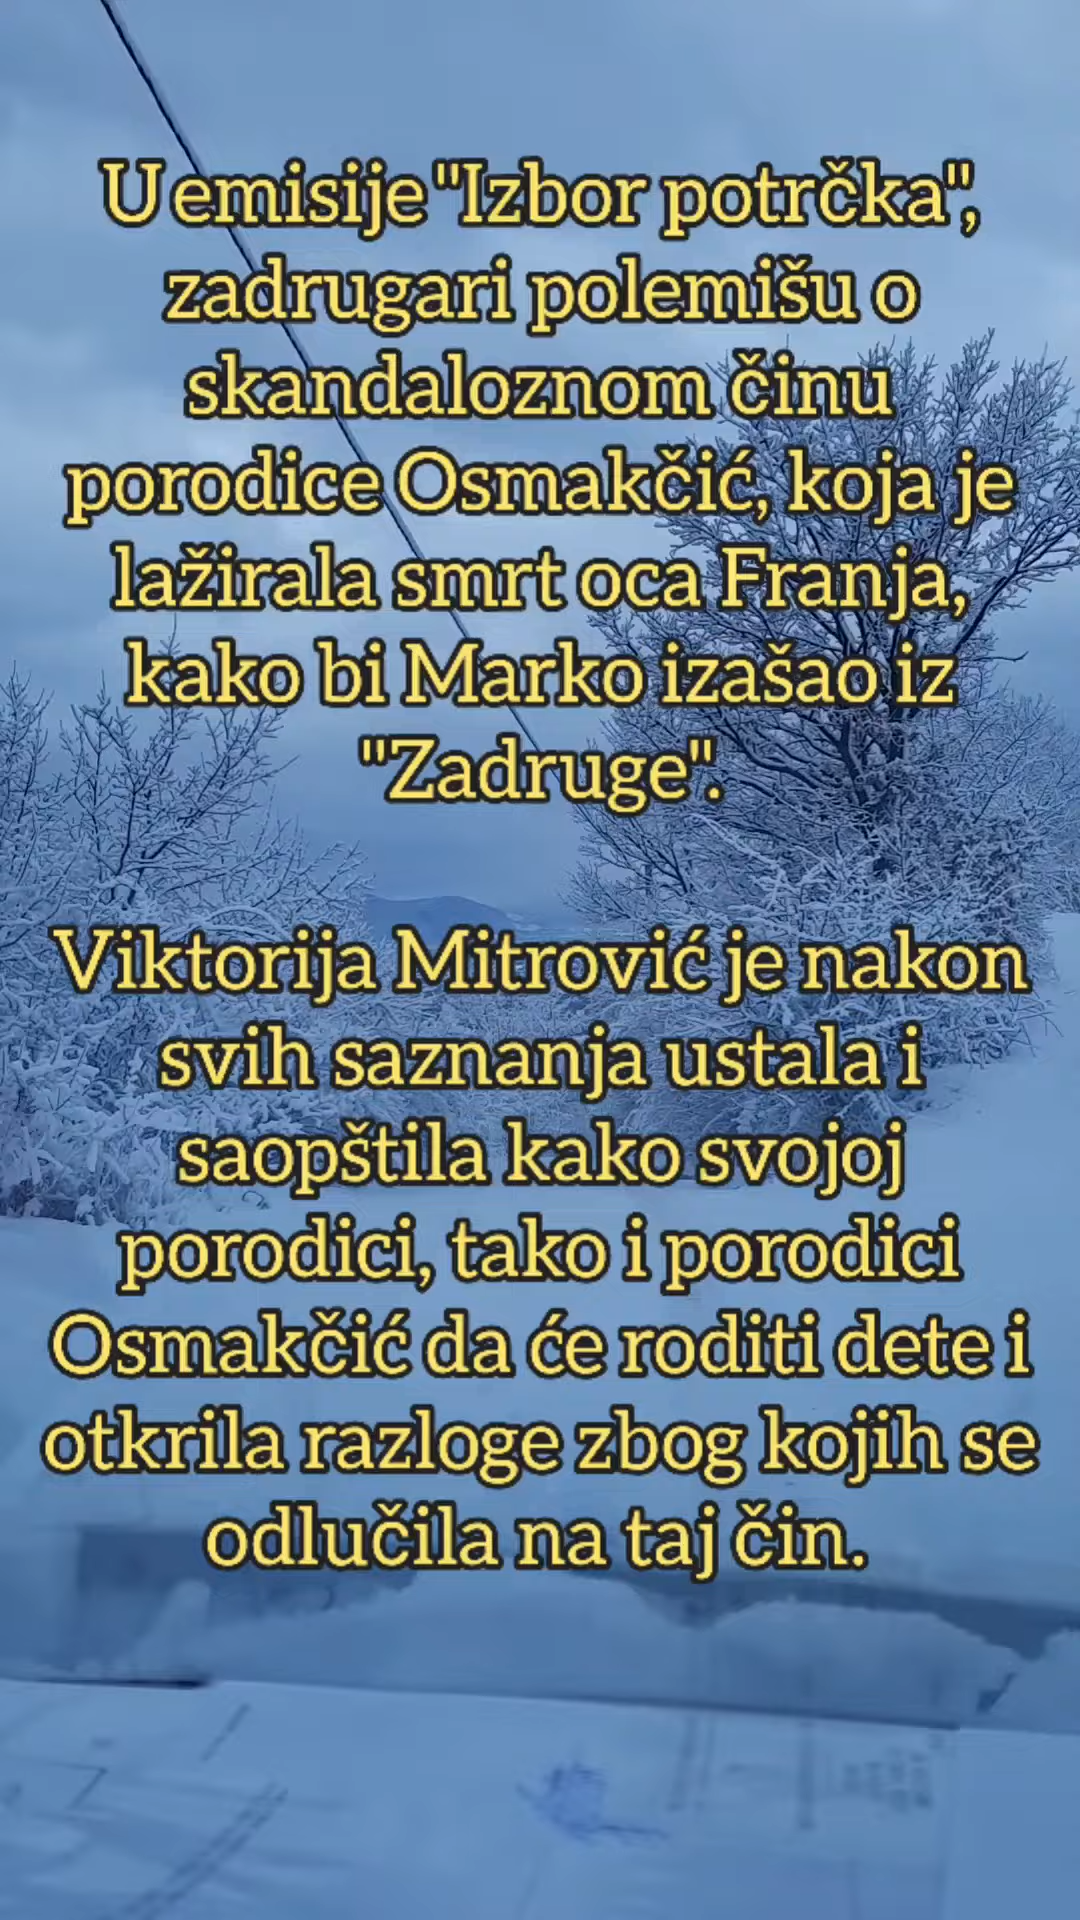 U emisije "Izbor potrčka",
zadrugari polemišu o
skandaloznom činu
porodice Osmakčić, koja je
lažirala smrt oca Franja,
kako bi Marko izašao iz
"Zadruge".
Viktorija Mitrović je nakon
svih saznanja ustala i
saopštila kako svojoj
porodici, tako i porodici
Osmakčić da će roditi dete i
otkrila razloge zbog kojih se
odlučila na taj čin.